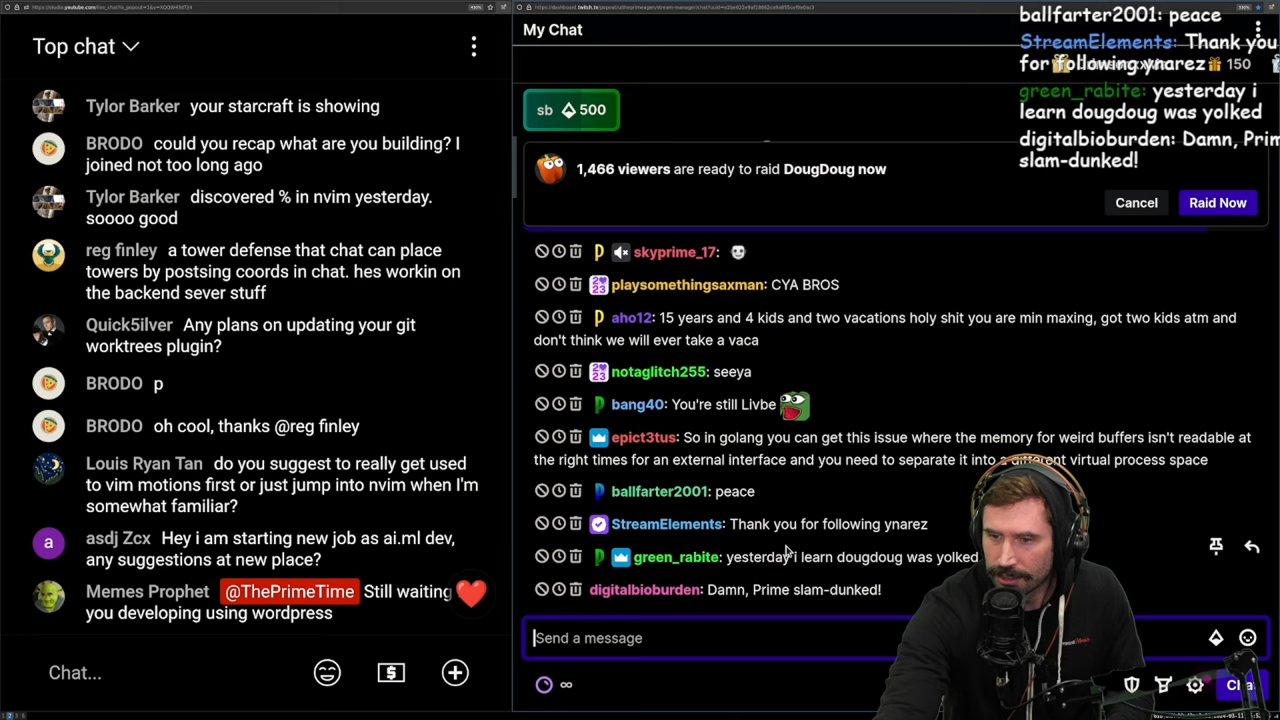 Top chat
Tylor Barker your starcraft is showing
BRODO could you recap what are you building? I
joined not too long ago
Tylor Barker discovered % in nvim yesterday.
soooo good
reg finley a tower defense that chat can place
towers by postsing coords in chat. hes workin on
the backend sever stuff
Quick5ilver Any plans on updating your git
worktrees plugin?
BRODO p
BRODO oh cool, thanks @reg finley
Louis Ryan Tan do you suggest to really get used
to vim motions first or just jump into nvim when I'm
somewhat familiar?
a
asdj Zcx Hey i am starting new job as ai.ml dev,
any suggestions at new place?
Memes Prophet @ThePrimeTime Still waiting
you developing using wordpress
Chat...
My Chat
sb 500
1,466 viewers are ready to raid DougDoug now
Cancel
Raid Now
skyprime_17:
playsomethingsaxman: CYA BROS
aho12: 15 years and 4 kids and two vacations holy shit you are min maxing, got two kids atm and
don't think we will ever take a vaca
notaglitch255: seeya
bang40: You're still Livbe
epict3tus: So in golang you can get this issue where the memory for weird buffers isn't readable at
the right times for an external interface and you need to separate it into a different virtual process space
ballfarter2001: peace
StreamElements: Thank you for following ynarez
green_rabite: yesterday i learn dougdoug was yolked
digitalbioburden: Damn, Prime slam-dunked!
Send a message
∞
ballfarter2001: peace
StreamElements: Thank you
for following ynarez
150
green_rabite: yesterday i
learn dougdoug was yolked
digitalbioburden: Damn, Prime
slam-dunked!